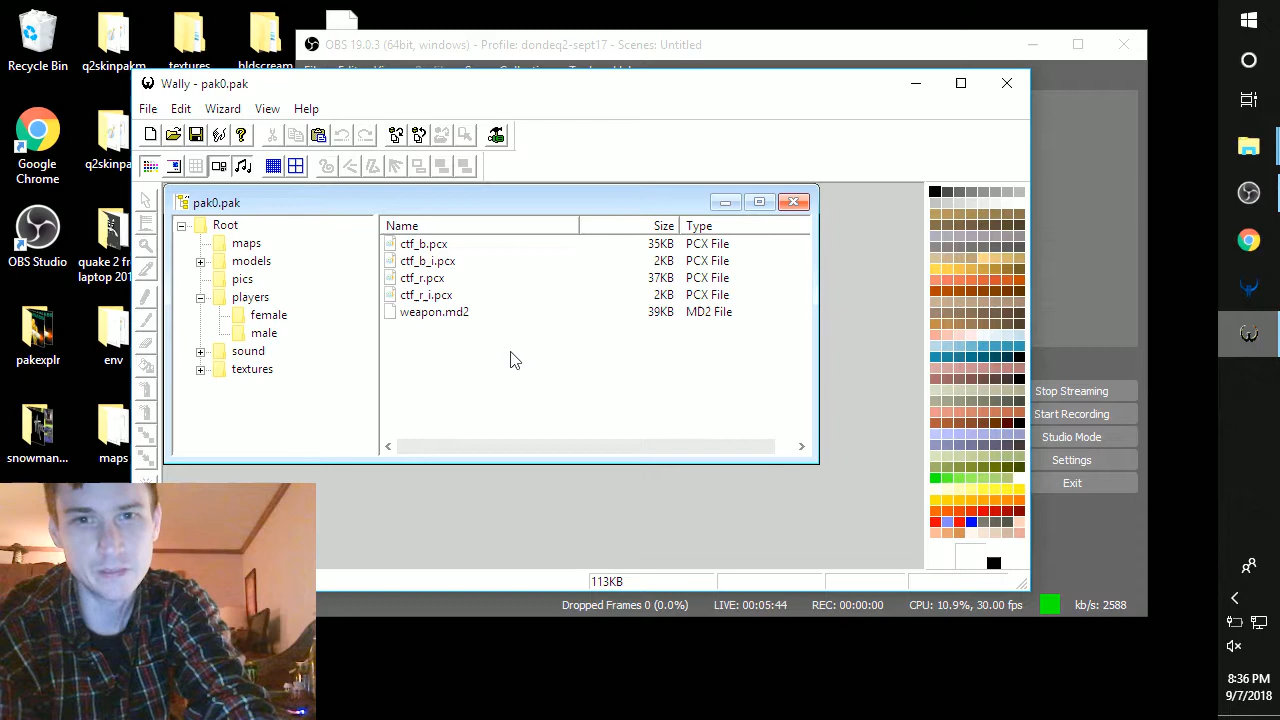 Recycle Bin
q2skinpakm
textures
hldscream
OBS 19.0.3 (64bit, windows) - Profile: dondeq2-sept17 - Scenes: Untitled
Wally - pak0.pak
File Edit Wizard View Help
Google
Chrome
q2skinpa
pak0.pak
Root
maps
models
pics
players
female
male
sound
textures
Name Size Type
ctf_b.pcx 35KB PCX File
ctf_b_i.pcx 2KB PCX File
ctf_r.pcx 37KB PCX File
ctf_r_i.pcx 2KB PCX File
weapon.md2 39KB MD2 File
OBS Studio
quake 2 fr
laptop 201
pakexplr
env
snowman...
maps
Stop Streaming
Start Recording
Studio Mode
Settings
Exit
113KB
Dropped Frames 0 (0.0%) LIVE: 00:05:44 REC: 00:00:00 CPU: 10.9%, 30.00 fps kb/s: 2588
8:36 PM
9/7/2018